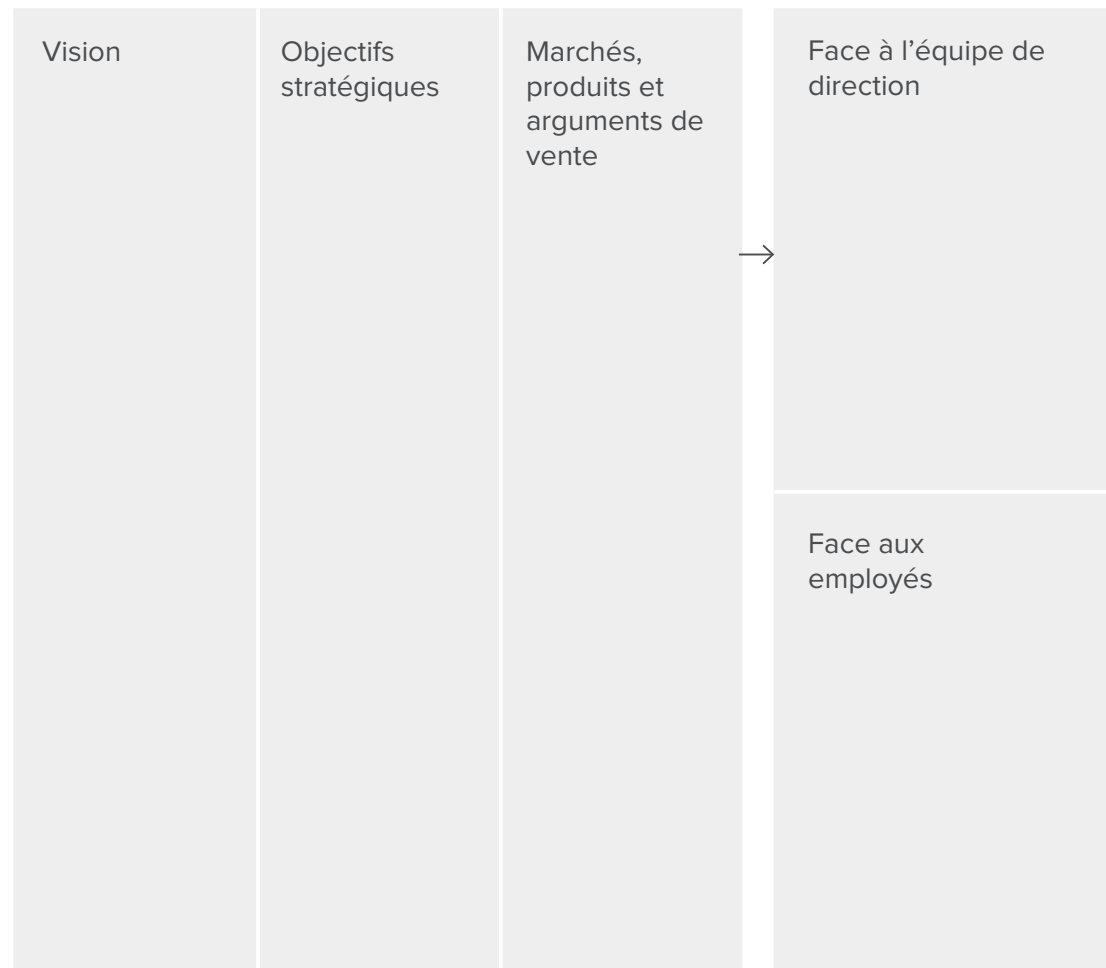 Vision
Objectifs
stratégiques
Marchés,
produits et
arguments de
vente
Face à l’équipe de
direction
Face aux
employés